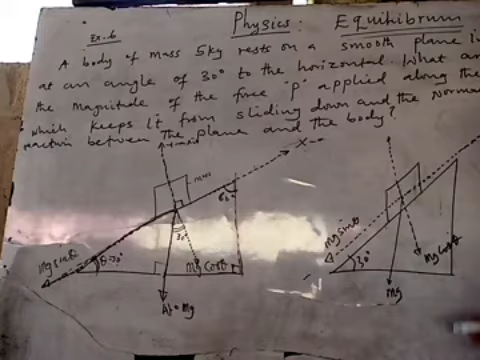 Physics: Equilibrium
Ex. 6
A body of mass 5kg rests on a smooth plane
at an angle of 30° to the horizontal. What are
the magnitude of the force "P" applied along the
which keeps it from sliding down and the Normal
reaction between the plane and the body?
X
30°
mg sinθ
θ=30°
mg cosθ
mg sinθ
30°
mg cosθ
mg